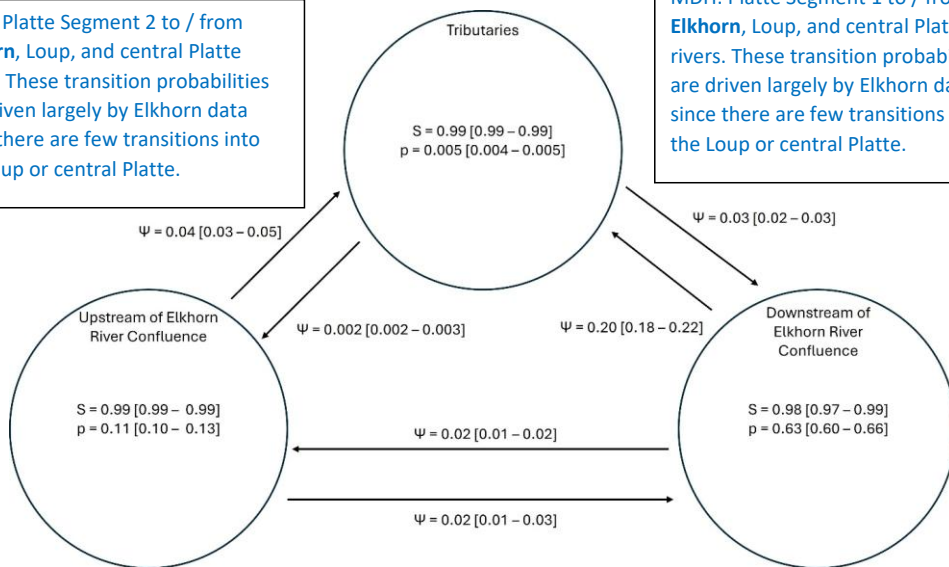 Platte Segment 2 to / from
rn, Loup, and central Platte
These transition probabilities
iven largely by Elkhorn data
there are few transitions into
up or central Platte.
Tributaries
S = 0.99 [0.99 – 0.99]
p = 0.005 [0.004 – 0.005]
MDH: Platte Segment 1 to / fro
Elkhorn, Loup, and central Plat
rivers. These transition probab
are driven largely by Elkhorn da
since there are few transitions
the Loup or central Platte.
Ψ = 0.04 [0.03 – 0.05]
Ψ = 0.03 [0.02 – 0.03]
Ψ = 0.002 [0.002 – 0.003]
Ψ = 0.20 [0.18 – 0.22]
Upstream of Elkhorn
River Confluence
S = 0.99 [0.99 – 0.99]
p = 0.11 [0.10 – 0.13]
Downstream of
Elkhorn River
Confluence
S = 0.98 [0.97 – 0.99]
p = 0.63 [0.60 – 0.66]
Ψ = 0.02 [0.01 – 0.02]
Ψ = 0.02 [0.01 – 0.03]